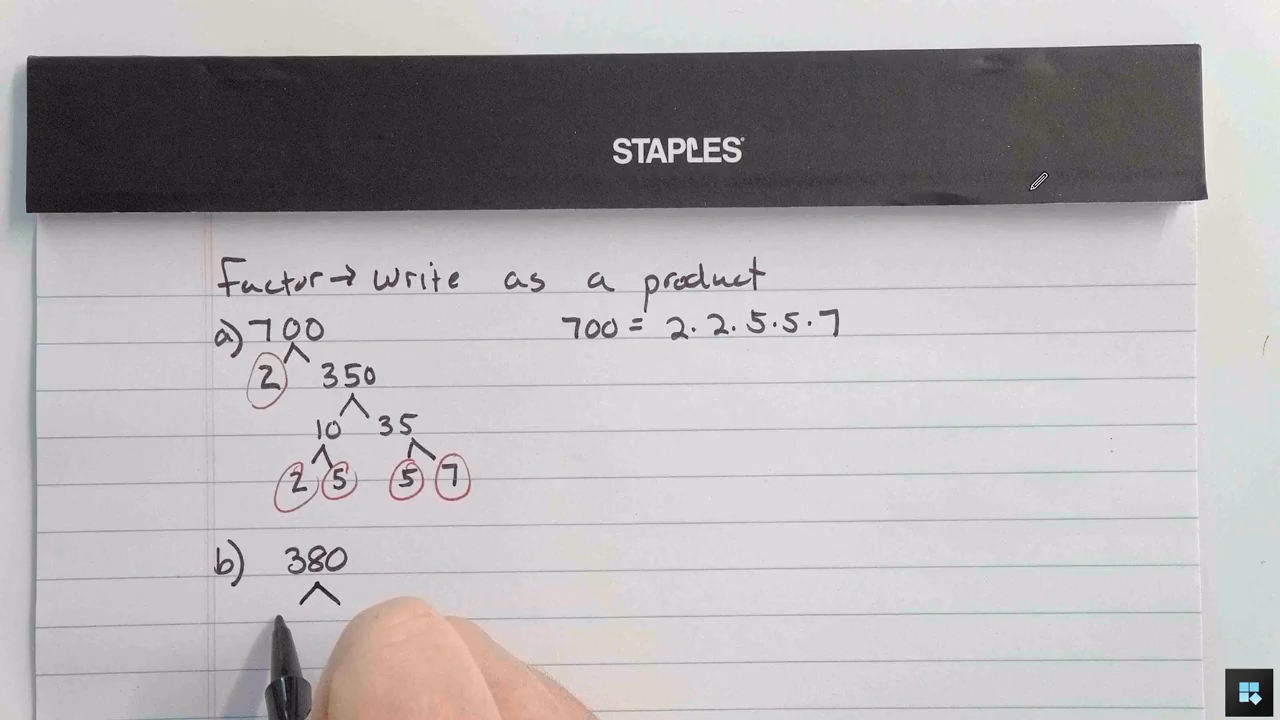 STAPLES
Factor → Write as a product
a) 700 700 = 2·2·5·5·7
2 350
10 35
2 5 5 7
b) 380